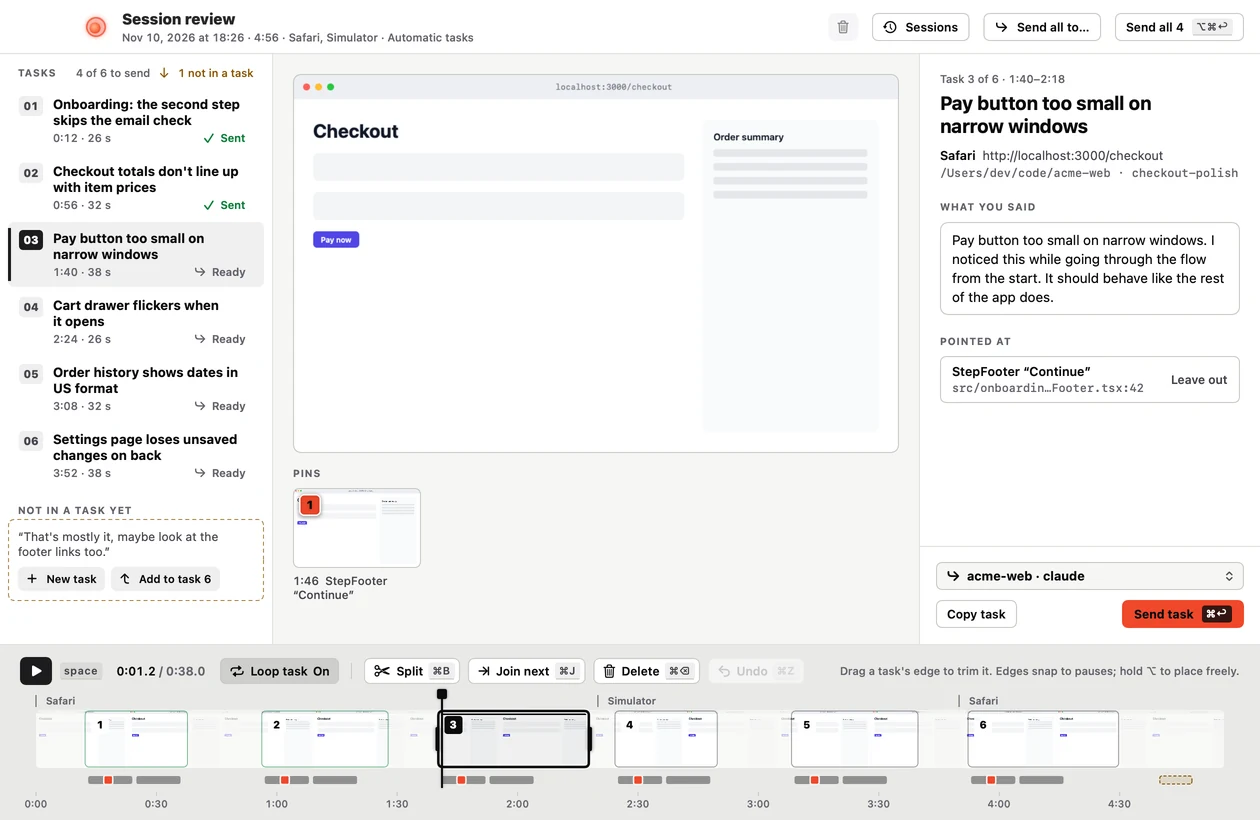 Session review
Nov 10, 2026 at 18:26 · 4:56 · Safari, Simulator · Automatic tasks
Sessions
Send all to...
Send all 4 ⌥⌘↩
TASKS 4 of 6 to send ↓ 1 not in a task
01 Onboarding: the second step
skips the email check
0:12 · 26 s ✓ Sent
02 Checkout totals don't line up
with item prices
0:56 · 32 s ✓ Sent
03 Pay button too small on
narrow windows
1:40 · 38 s Ready
04 Cart drawer flickers when
it opens
2:24 · 26 s Ready
05 Order history shows dates in
US format
3:08 · 32 s Ready
06 Settings page loses unsaved
changes on back
3:52 · 38 s Ready
NOT IN A TASK YET
“That's mostly it, maybe look at the
footer links too.”
+ New task
Add to task 6
localhost:3000/checkout
Checkout
Order summary
Pay now
PINS
1
1:46 StepFooter
“Continue”
Task 3 of 6 · 1:40–2:18
Pay button too small on
narrow windows
Safari http://localhost:3000/checkout
/Users/dev/code/acme-web · checkout-polish
WHAT YOU SAID
Pay button too small on narrow windows. I
noticed this while going through the flow
from the start. It should behave like the rest
of the app does.
POINTED AT
StepFooter “Continue”
src/onboardin…Footer.tsx:42
Leave out
acme-web · claude
Copy task
Send task ⌘↩
space
0:01.2 / 0:38.0
Loop task On
Split ⌘B
Join next ⌘J
Delete ⌘⌫
Undo ⌘Z
Drag a task's edge to trim it. Edges snap to pauses; hold ⌥ to place freely.
Safari
Simulator
Safari
1
2
3
4
5
6
0:00
0:30
1:00
1:30
2:00
2:30
3:00
3:30
4:00
4:30